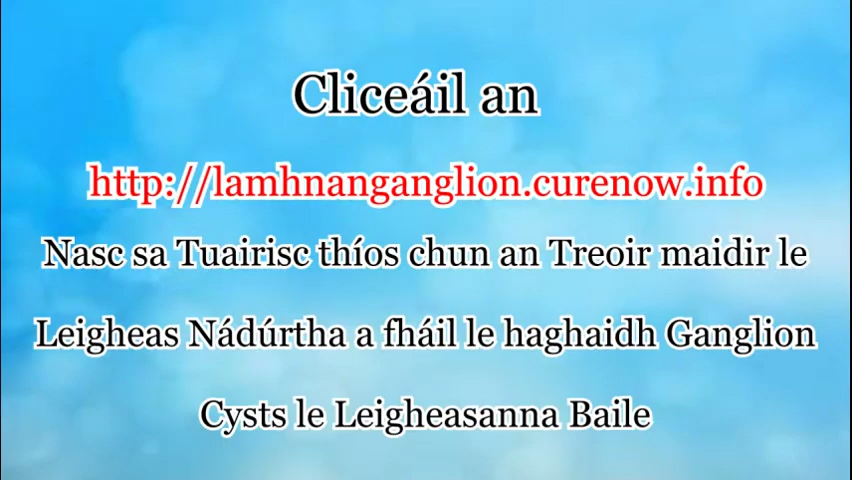 Cliceáil an
http://lamhnanganglion.curenow.info
Nasc sa Tuairisc thíos chun an Treoir maidir le
Leigheas Nádúrtha a fháil le haghaidh Ganglion
Cysts le Leigheasanna Baile